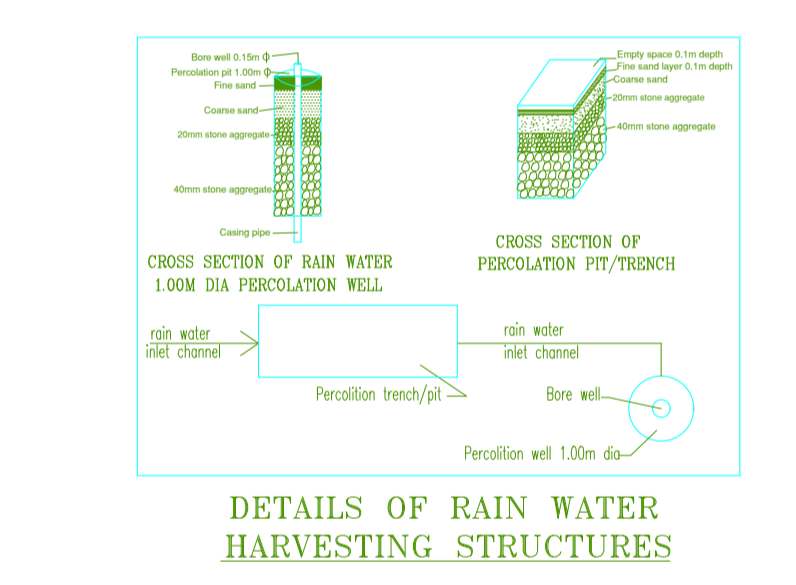 Bore well 0.15m ϕ
Percolation pit 1.00m ϕ
Fine sand
Coarse sand
20mm stone aggregate
40mm stone aggregate
Casing pipe
CROSS SECTION OF RAIN WATER
1.00M DIA PERCOLATION WELL
Empty space 0.1m depth
Fine sand layer 0.1m depth
Coarse sand
20mm stone aggregate
40mm stone aggregate
CROSS SECTION OF
PERCOLATION PIT/TRENCH
rain water
inlet channel
Percolition trench/pit
rain water
inlet channel
Bore well
Percolition well 1.00m dia
DETAILS OF RAIN WATER
HARVESTING STRUCTURES